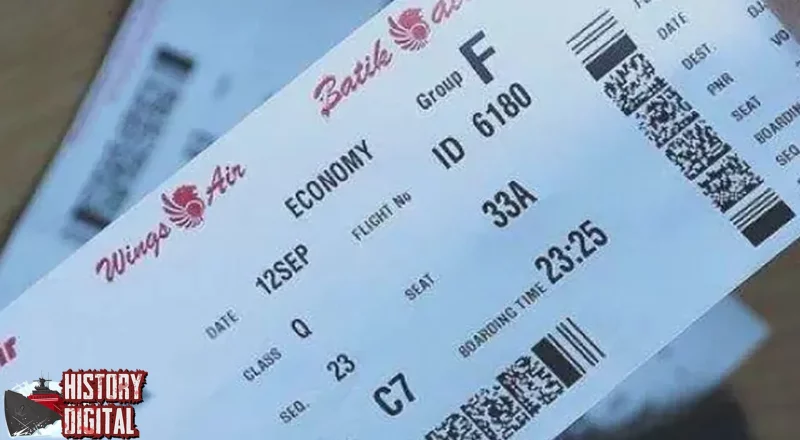 Batik air
Wings Air
Group F
ECONOMY
ID 6180
FLIGHT No
DATE 12SEP
SEAT 33A
CLASS Q
BOARDING TIME 23:25
SEQ. 23
C7
DATE
DEST.
PNR
SEAT
BOARDING
SEQ.
HISTORY
DIGITAL